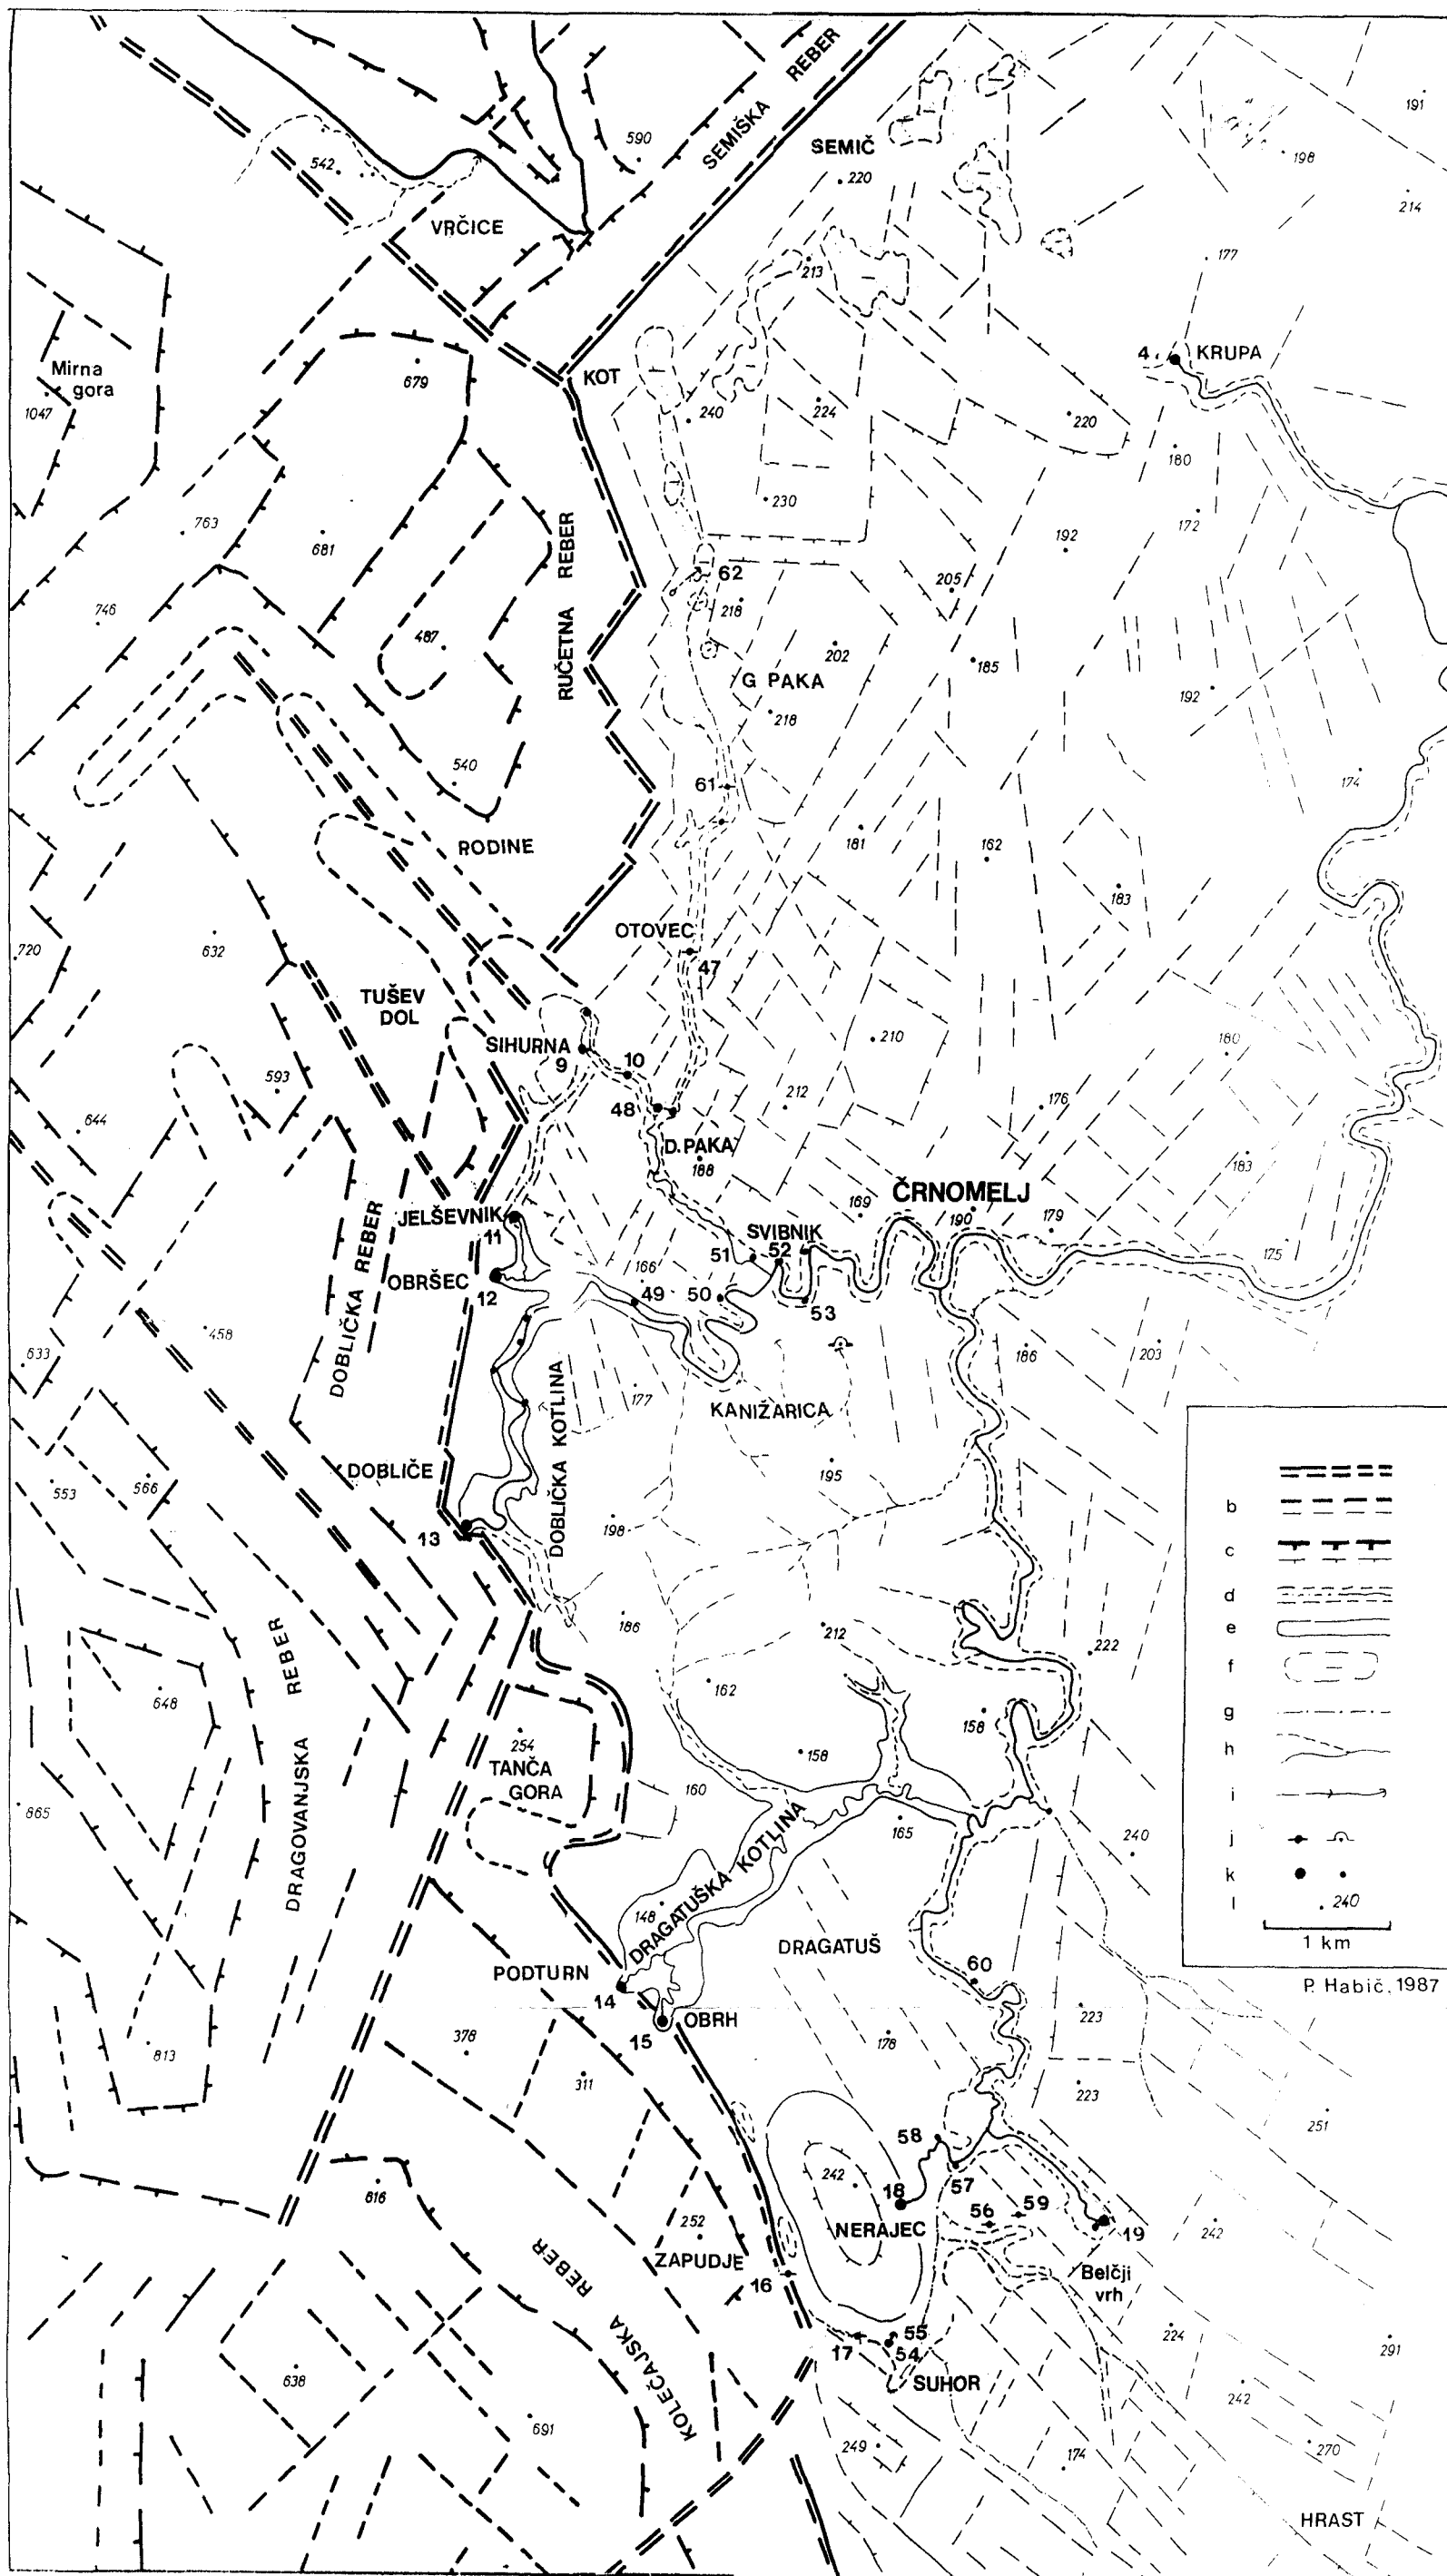 191
590
SEMIŠKA REBER
SEMIČ
198
542
220
214
VRČICE
213
177
4
KRUPA
Mirna
gora
679
KOT
1047
240
224
220
180
763
681
230
172
192
RUČETNA REBER
62
205
746
218
487
202
185
G PAKA
192
218
540
61
174
RODINE
181
162
183
OTOVEC
720
632
47
TUŠEV
DOL
SIHURNA
9
10
210
180
593
48
212
176
644
D. PAKA
188
183
ČRNOMELJ
JELŠEVNIK
169
190
179
11
SVIBNIK
51
52
175
OBRŠEC
166
12
49
50
53
DOBLIČKA REBER
458
633
186
203
177
KANIŽARICA
DOBLIČKA KOTLINA
DOBLIČE
195
553
566
b
198
13
c
d
186
212
e
222
f
648
162
158
g
DRAGOVANJSKA REBER
254
158
h
TANČA
GORA
160
i
865
165
240
j
k
148
DRAGATUŠKA KOTLINA
l
240
DRAGATUŠ
1 km
PODTURN
60
P. Habič, 1987
14
15
OBRH
223
813
378
178
311
223
251
58
816
242
57
18
56
59
252
NERAJEC
19
242
ZAPUDJE
16
Belčji
vrh
KOLEČAJSKA REBER
17
55
54
224
291
638
SUHOR
242
691
249
174
270
HRAST